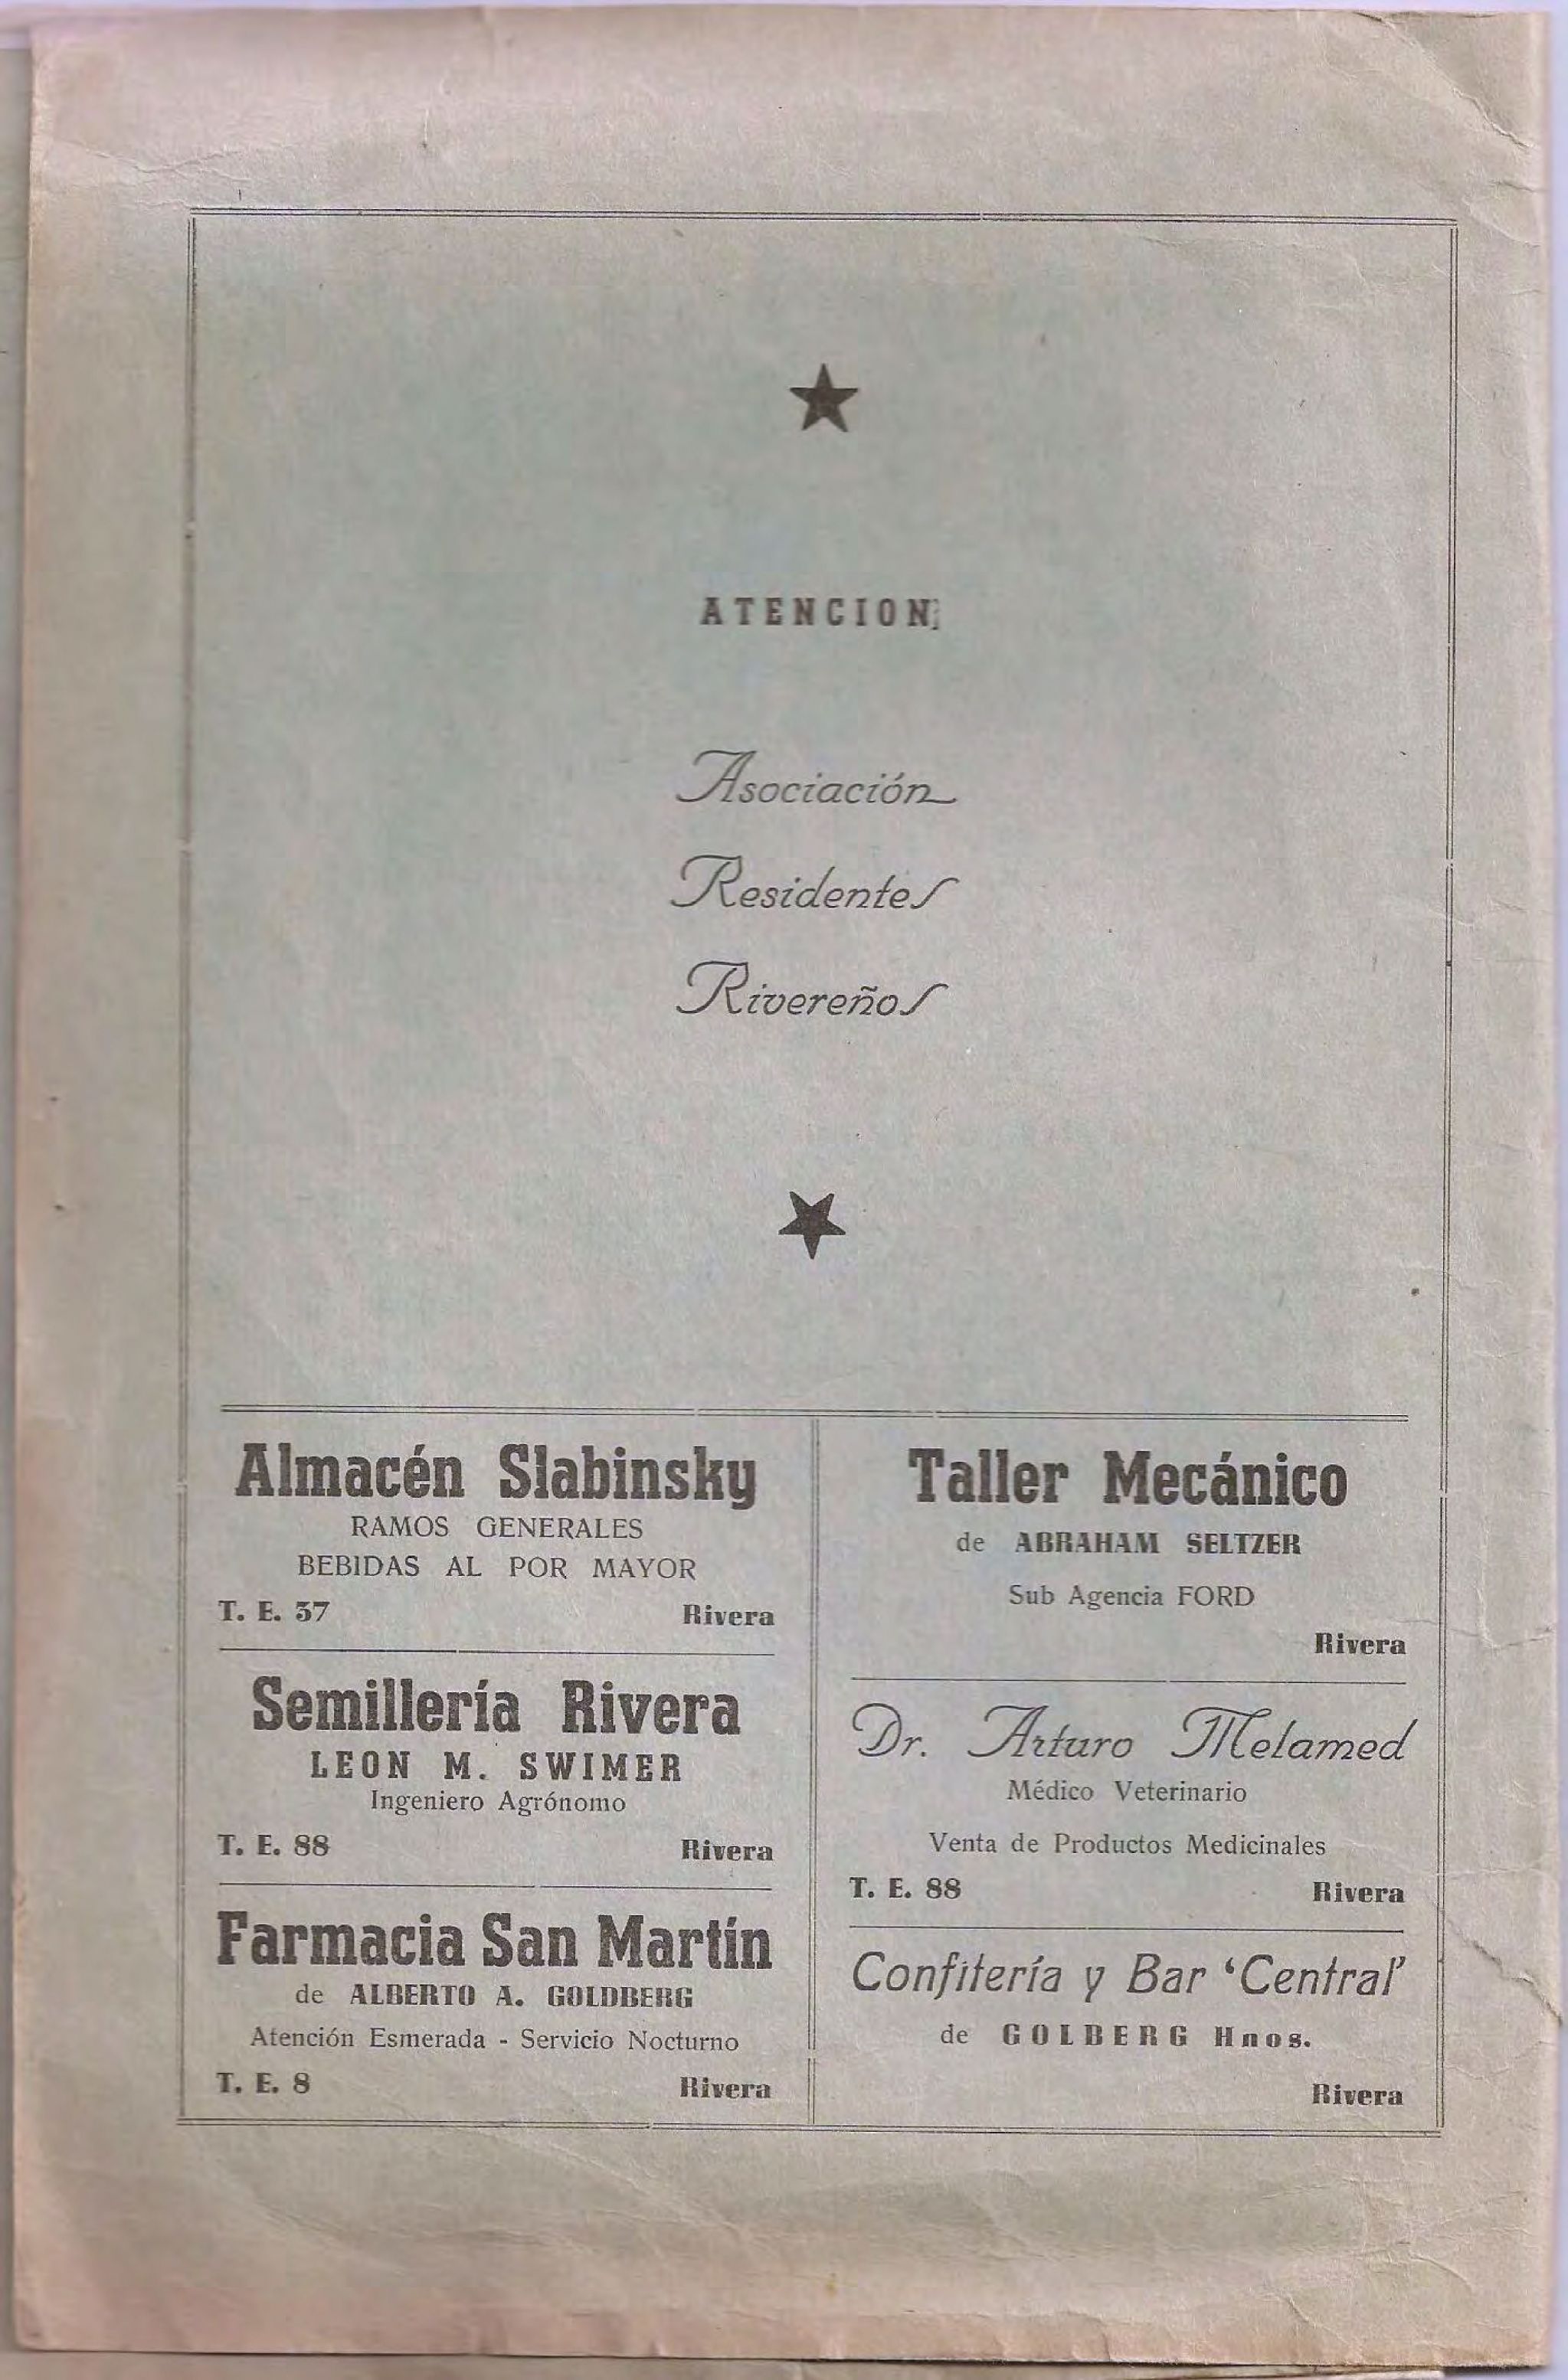 ATENCION:
Asociación
Residentes
Rivereños
Almacén Slabinsky
RAMOS GENERALES
BEBIDAS AL POR MAYOR
T. E. 37 Rivera
Semillería Rivera
LEON M. SWIMER
Ingeniero Agrónomo
T. E. 88 Rivera
Farmacia San Martín
de ALBERTO A. GOLDBERG
Atención Esmerada - Servicio Nocturno
T. E. 8 Rivera
Taller Mecánico
de ABRAHAM SELTZER
Sub Agencia FORD
Rivera
Dr. Arturo Melamed
Médico Veterinario
Venta de Productos Medicinales
T. E. 88 Rivera
Confitería y Bar ‘Central’
de GOLBERG Hnos.
Rivera